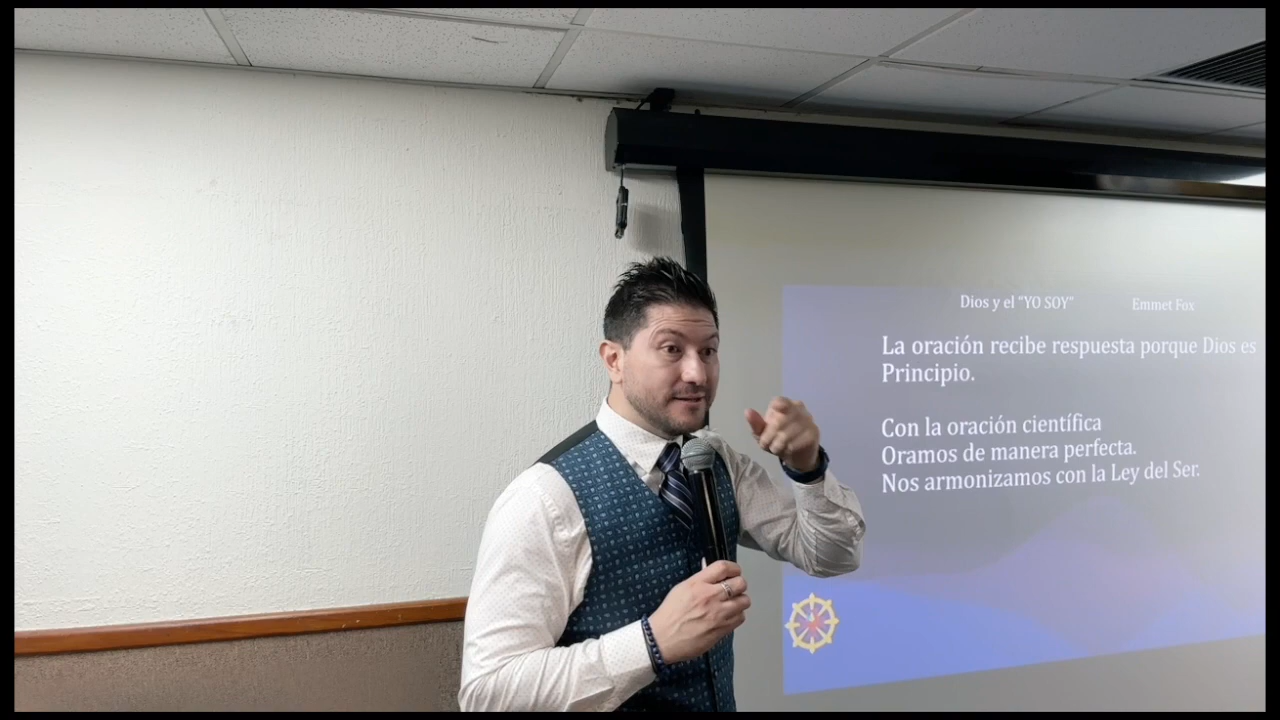 Dios y el "YO SOY" Emmet Fox
La oración recibe respuesta porque Dios es
Principio.
Con la oración científica
Oramos de manera perfecta.
Nos armonizamos con la Ley del Ser.